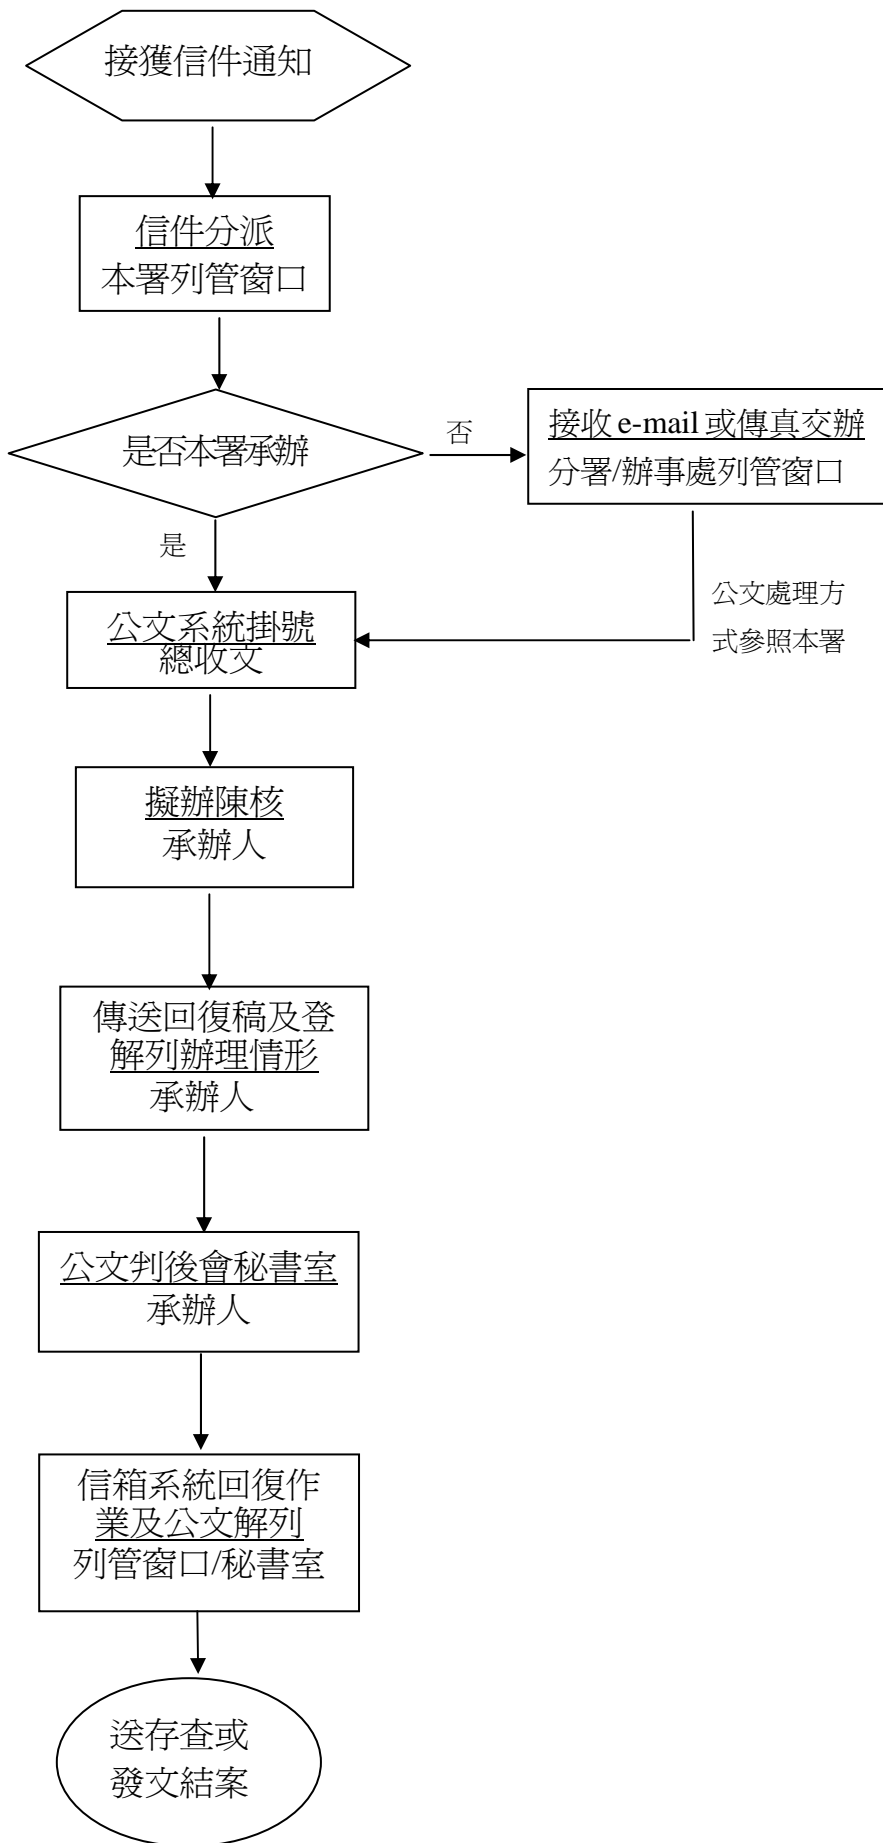 接獲信件通知
信件分派
本署列管窗口
是否本署承辦
否
接收 e-mail 或傳真交辦
分署/辦事處列管窗口
是
公文處理方
式參照本署
公文系統掛號
總收文
擬辦陳核
承辦人
傳送回復稿及登
解列辦理情形
承辦人
公文判後會秘書室
承辦人
信箱系統回復作
業及公文解列
列管窗口/秘書室
送存查或
發文結案